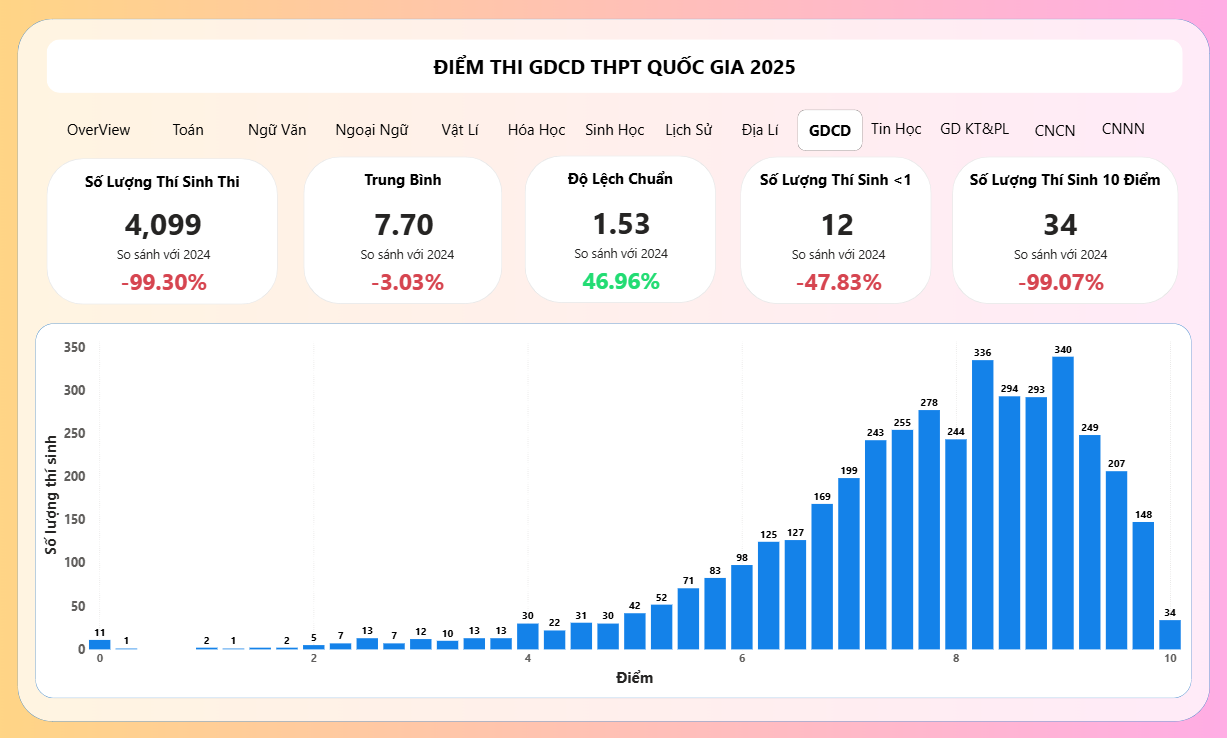 ĐIỂM THI GDCD THPT QUỐC GIA 2025
OverView Toán Ngữ Văn Ngoại Ngữ Vật Lí Hóa Học Sinh Học Lịch Sử Địa Lí GDCD Tin Học GD KT&PL CNCN CNNN
Số Lượng Thí Sinh Thi
4,099
So sánh với 2024
-99.30%
Trung Bình
7.70
So sánh với 2024
-3.03%
Độ Lệch Chuẩn
1.53
So sánh với 2024
46.96%
Số Lượng Thí Sinh <1
12
So sánh với 2024
-47.83%
Số Lượng Thí Sinh 10 Điểm
34
So sánh với 2024
-99.07%
Số lượng thí sinh
350
300
250
200
150
100
50
0
11 1 2 1 2 5 7 13 7 12 10 13 13 30 22 31 30 42 52 71 83 98 125 127 169 199 243 255 278 244 336 294 293 340 249 207 148 34
0 2 4 6 8 10
Điểm